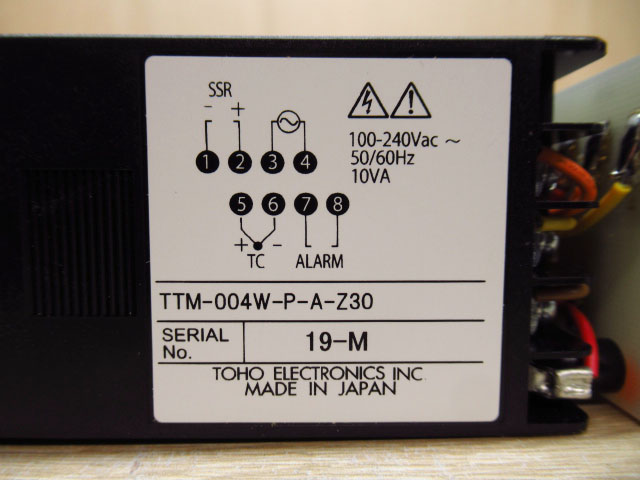 SSR
- +
1 2 3 4
100-240Vac ~
50/60Hz
10VA
5 6 7 8
+ -
TC ALARM
TTM-004W-P-A-Z30
SERIAL No. 19-M
TOHO ELECTRONICS INC.
MADE IN JAPAN